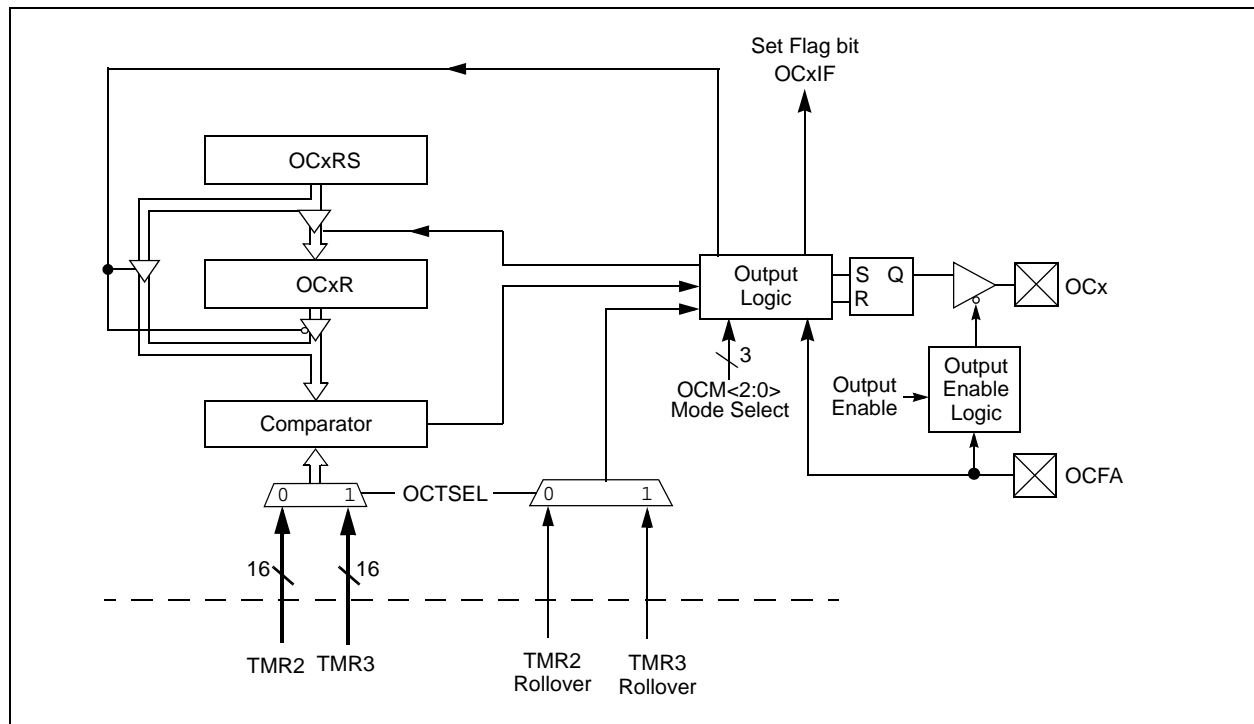 Set Flag bit
OCxIF
OCxRS
OCxR
Output
Logic
S Q
R
OCx
3
OCM<2:0>
Mode Select
Output
Enable
Output
Enable
Logic
Comparator
OCFA
0 1
OCTSEL
0 1
16
16
TMR2
TMR3
TMR2
Rollover
TMR3
Rollover